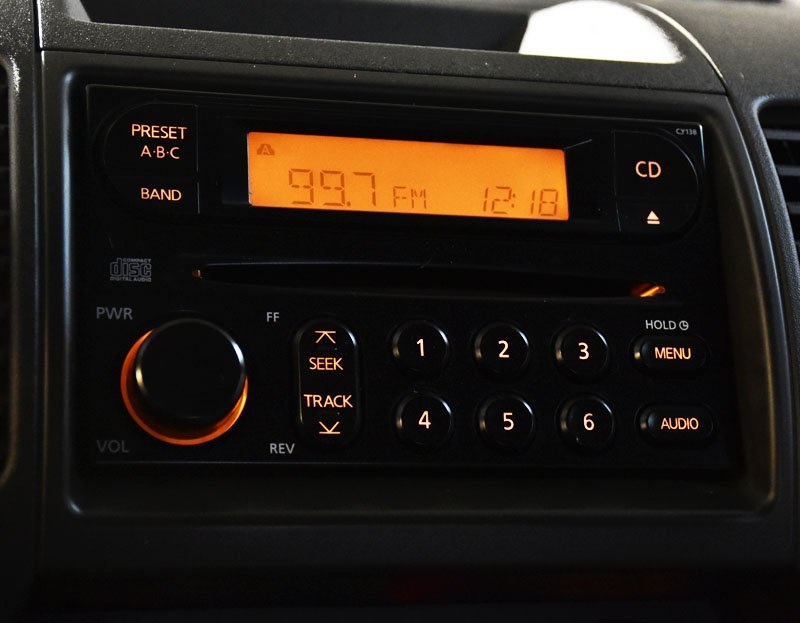 CY13B
PRESET
A·B·C
BAND
A
99.7 FM 12:18
CD
COMPACT
disc
DIGITAL AUDIO
PWR
VOL
FF
SEEK
TRACK
REV
1 2 3
4 5 6
HOLD
MENU
AUDIO